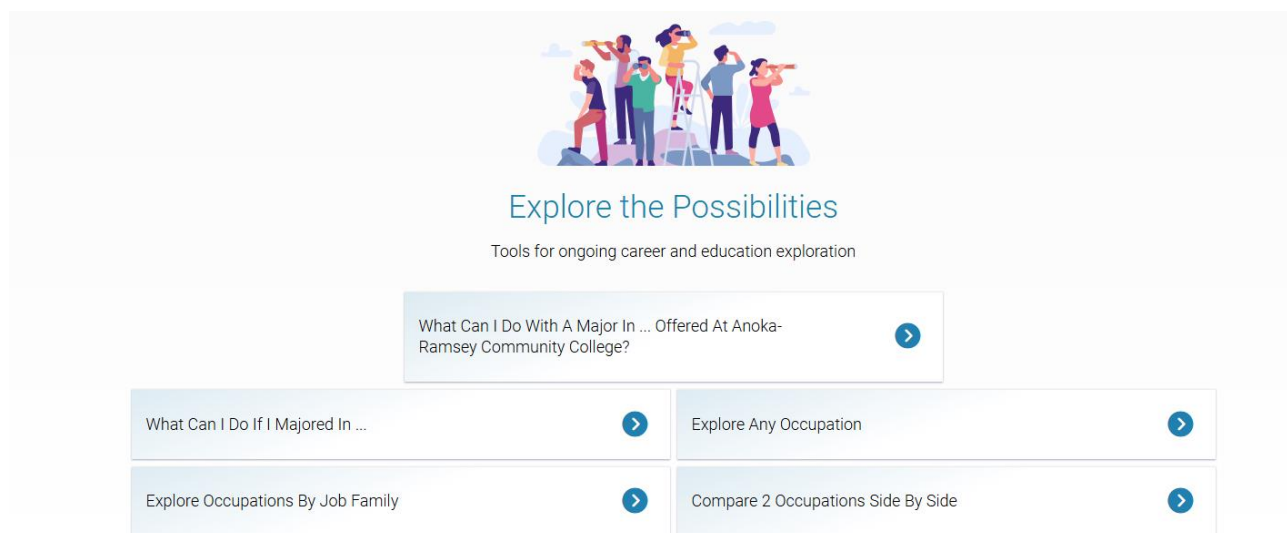 Explore the Possibilities
Tools for ongoing career and education exploration
What Can I Do With A Major In ... Offered At Anoka-
Ramsey Community College?
What Can I Do If I Majored In ...
Explore Any Occupation
Explore Occupations By Job Family
Compare 2 Occupations Side By Side